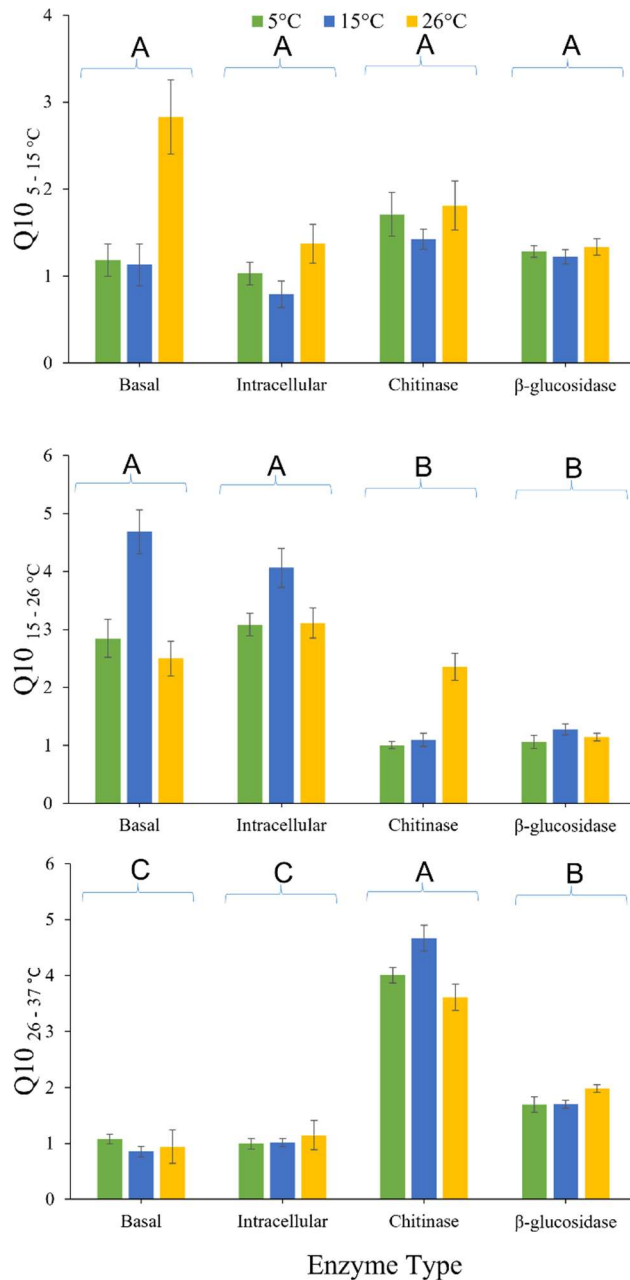 5°C 15°C 26°C
A A A A
4
3
2
1
0
Q10 5 - 15 °C
Basal Intracellular Chitinase β-glucosidase
A A B B
6
5
4
3
2
1
0
Q10 15 - 26 °C
Basal Intracellular Chitinase β-glucosidase
C C A B
6
5
4
3
2
1
0
Q10 26 - 37 °C
Basal Intracellular Chitinase β-glucosidase
Enzyme Type